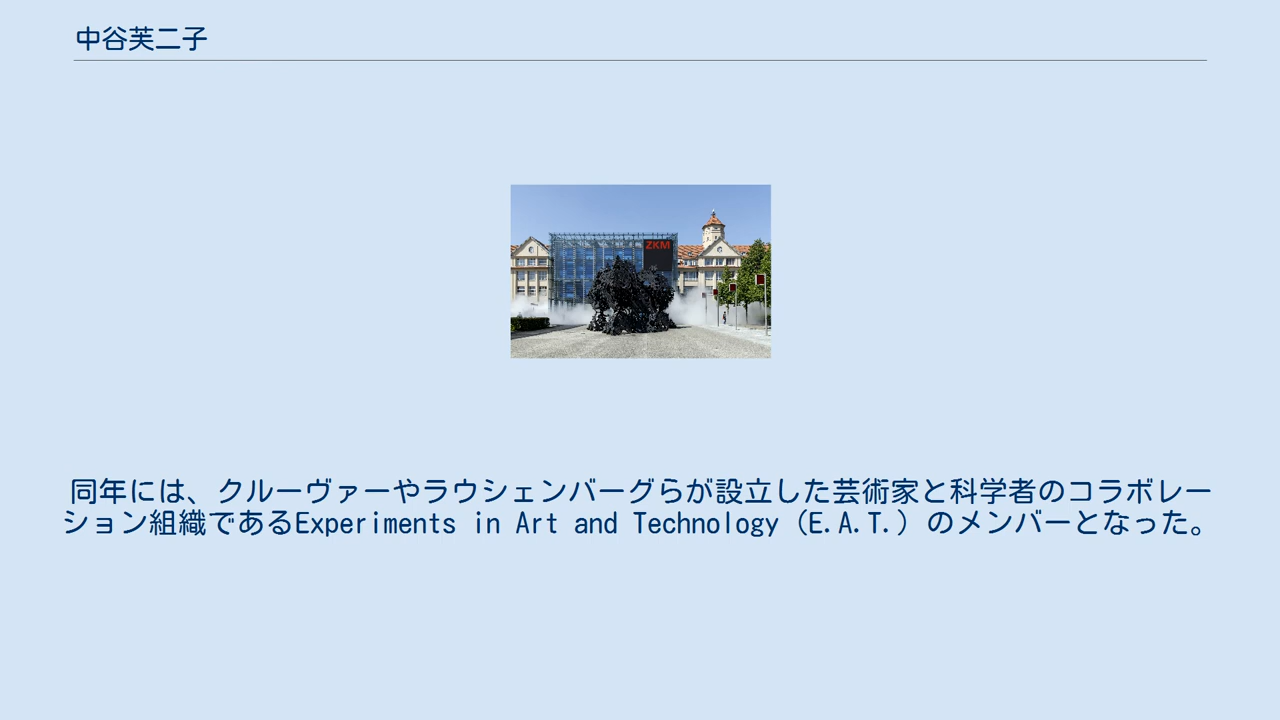 中谷芙二子
ZKM
同年には、クルーヴァーやラウシェンバーグらが設立した芸術家と科学者のコラボレー
ション組織であるExperiments in Art and Technology（E.A.T.）のメンバーとなった。